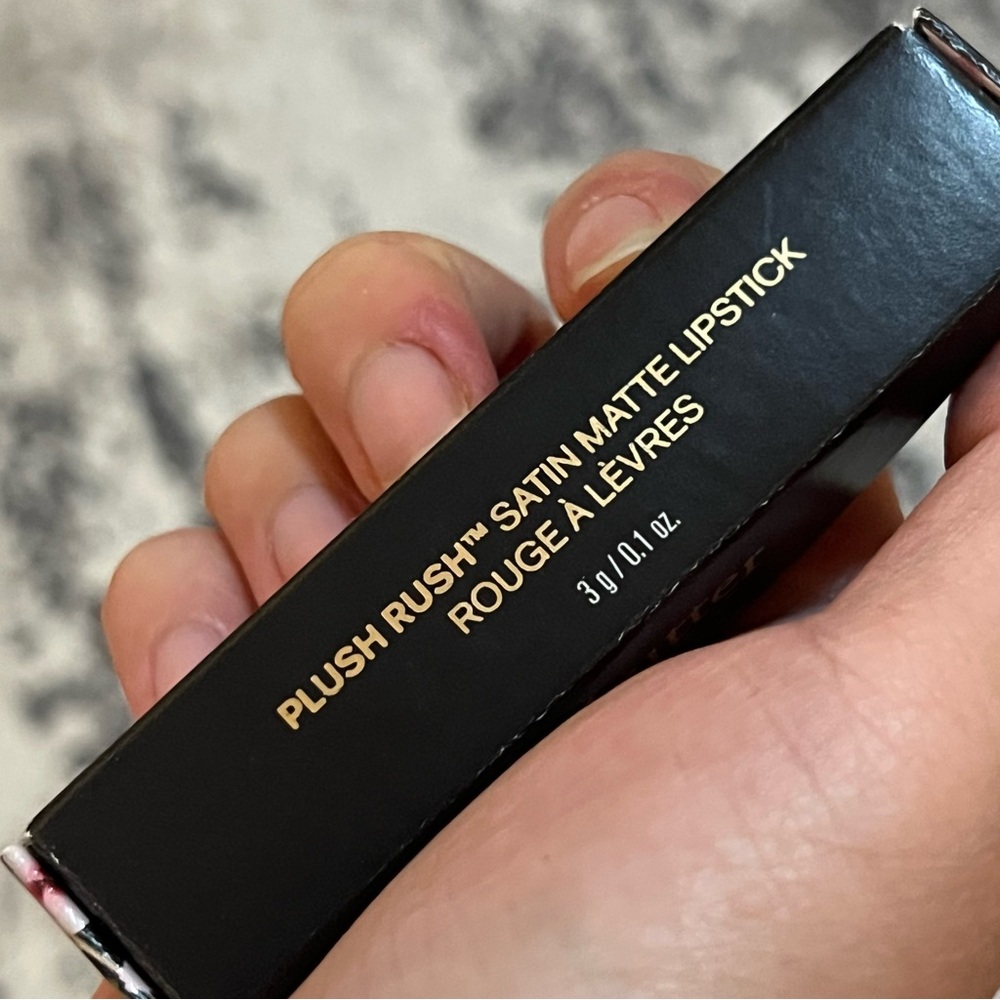 PLUSH RUSH™ SATIN MATTE LIPSTICK
ROUGE À LÈVRES
3 g / 0.1 oz.